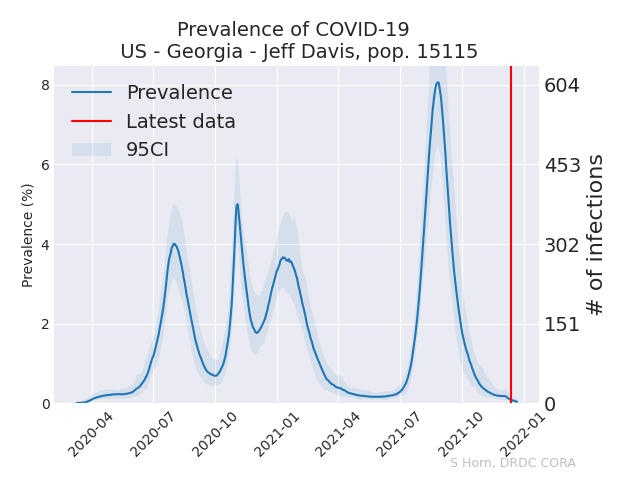 Prevalence of COVID-19
US - Georgia - Jeff Davis, pop. 15115
Prevalence
Latest data
95CI
Prevalence (%)
8
6
4
2
0
604
453
302
151
0
# of infections
2020-04
2020-07
2020-10
2021-01
2021-04
2021-07
2021-10
2022-01
S Horn, DRDC CORA